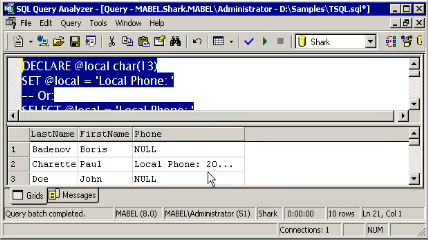 SQL Query Analyzer - [Query - MABEL.Shark.MABEL\Administrator - D:\Samples\TSQL.sql*]
File Edit Query Tools Window Help
Shark
DECLARE @local char(13)
SET @local = 'Local Phone: '
-- Or:
SELECT @local='Local Phone: '
LastName FirstName Phone
1 Badenov Boris NULL
2 Charette Paul Local Phone: 20...
3 Doe John NULL
Grids Messages
Query batch completed. MABEL (8.0) MABEL\Administrator (51) Shark 0:00:00 10 rows Ln 21, Col 1
Connections: 1 NUM